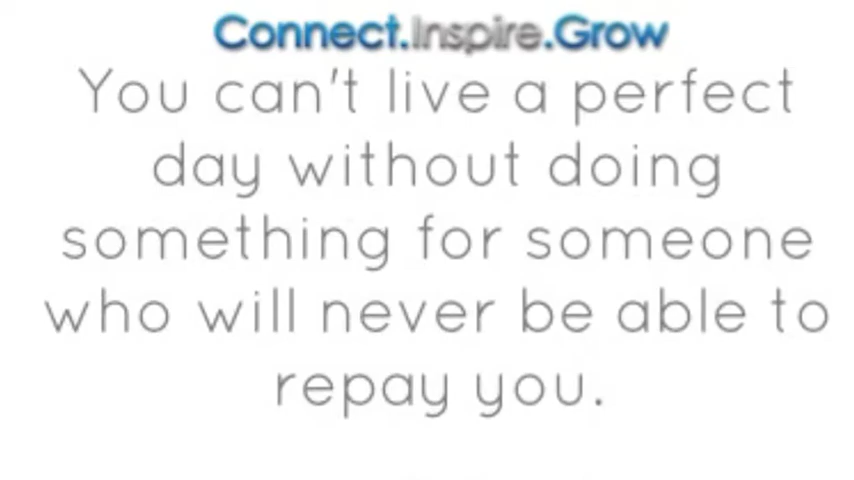 Connect.Inspire.Grow
You can't live a perfect
day without doing
something for someone
who will never be able to
repay you.